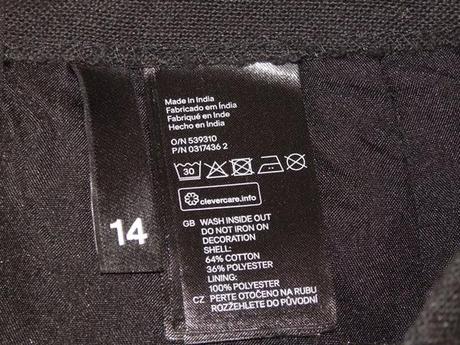 Made in India
Fabricado em Índia
Fabriqué en Inde
Hecho en India
O/N 539310
P/N 0317436 2
30
clevercare.info
14
GB WASH INSIDE OUT
DO NOT IRON ON
DECORATION
SHELL:
64% COTTON
36% POLYESTER
LINING:
100% POLYESTER
CZ PERTE OTOČENO NA RUBU
ROZŽEHLETE DO PŮVODNÍ